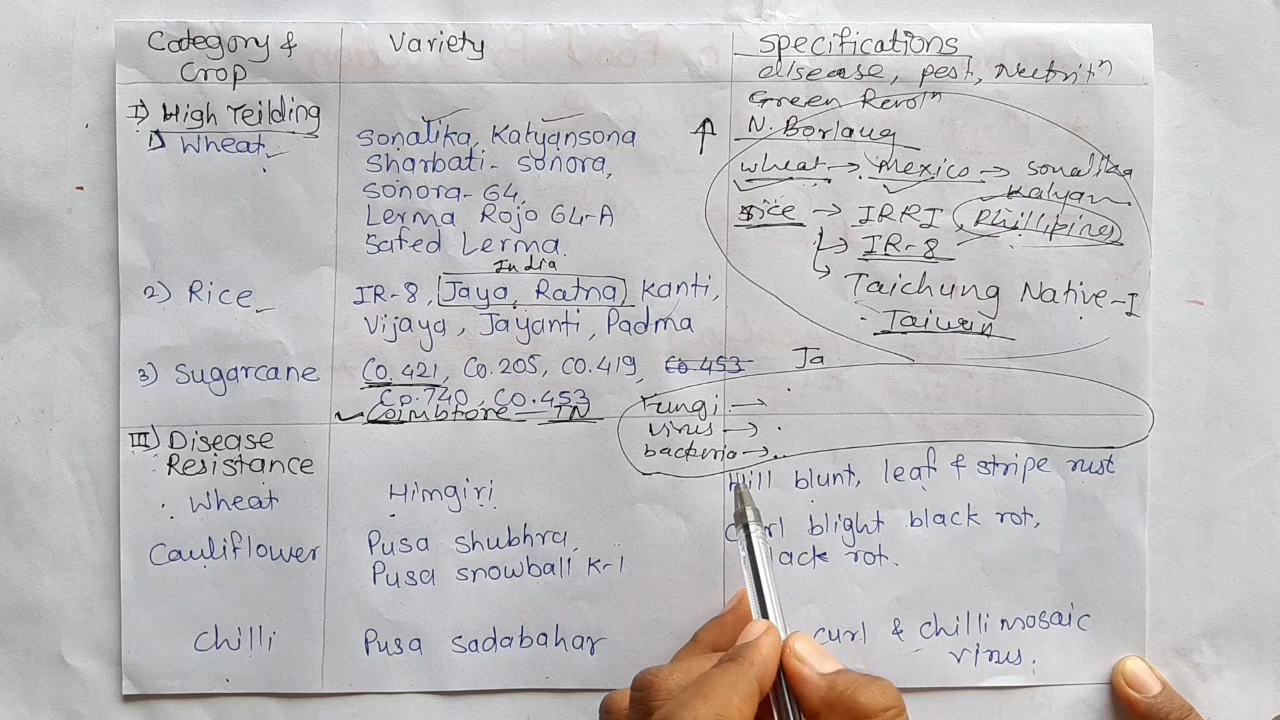 Category & Crop
Variety
Specifications
disease, pest, Nutritⁿ
I) High Yeilding
1) Wheat
Sonalika, Kalyansona
Sharbati-sonora,
Sonora-64,
Lerma Rojo 64-A
Safed Lerma.
Green Revolⁿ
N. Borlaug
wheat → Mexico → sonalika
Kalyan
rice → IRRI, (Phillipines)
→ IR-8
→ Taichung Native-I
Taiwan
2) Rice
India
IR-8, Jaya, Ratna, Kanti,
Vijaya, Jayanti, Padma
3) Sugarcane
Co.421, Co.205, CO.419, Co 453
Co.740, CO.453
Coimbtore — TN
Ja
Fungi →
virus →
bacteria →
II) Disease
Resistance
Wheat
Himgiri
Hill blunt, leaf & stripe rust
Cauliflower
Pusa shubhra,
Pusa snowball K-1
blight black rot,
rot.
Chilli
Pusa sadabahar
curl & chilli mosaic
virus.